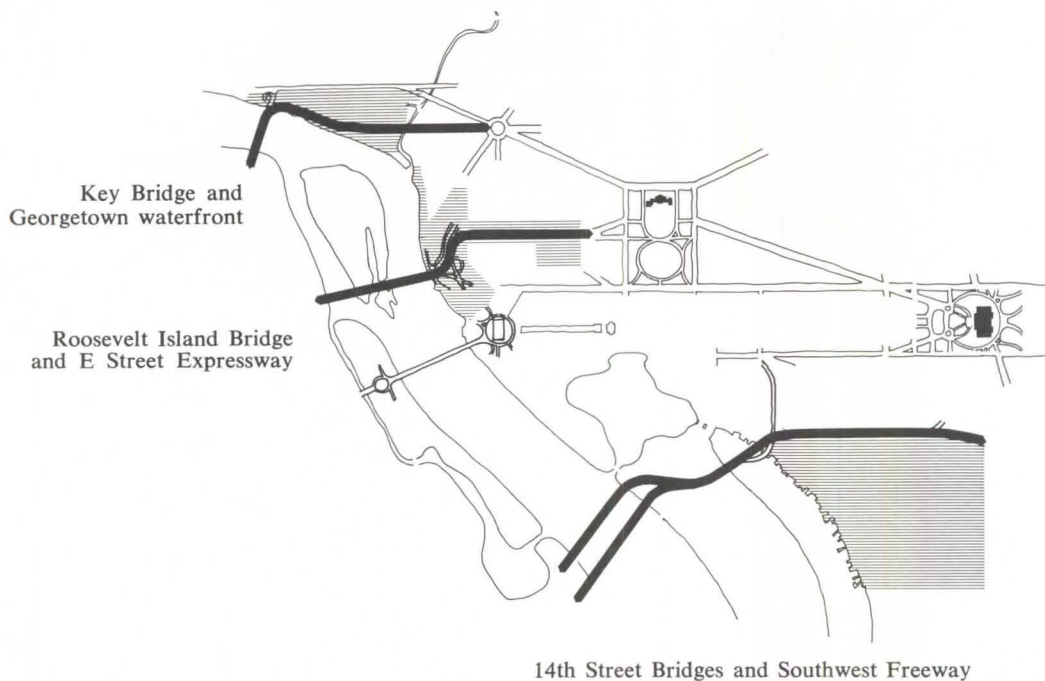 Key Bridge and
Georgetown waterfront
Roosevelt Island Bridge
and E Street Expressway
14th Street Bridges and Southwest Freeway